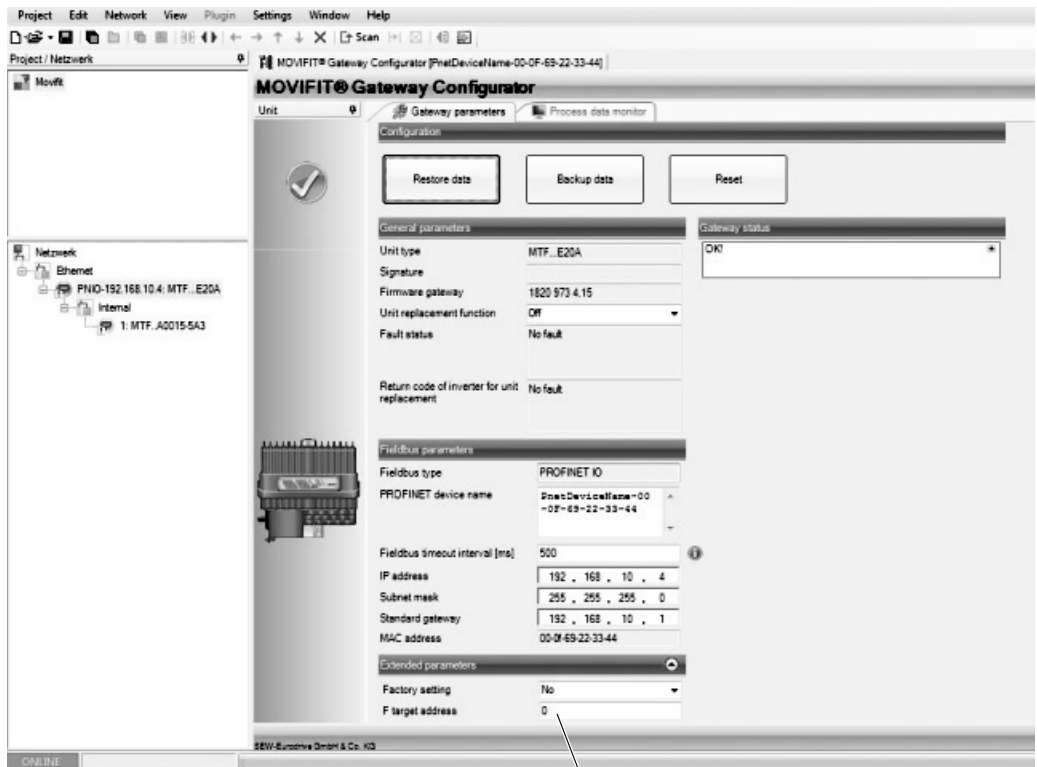 Project Edit Network View Plugin Settings Window Help
Scan
Project / Netzwerk
MOVIFIT® Gateway Configurator [PnetDeviceName-00-0F-69-22-33-44]
Movifit
MOVIFIT® Gateway Configurator
Unit
Gateway parameters
Process data monitor
Configuration
Restore data
Backup data
Reset
General parameters
Gateway status
Unit type MTF...E20A
OK!
Signature
Firmware gateway 1820 973 4.15
Unit replacement function Off
Fault status No fault
Return code of inverter for unit replacement No fault
Netzwerk
Ethernet
PNIO-192.168.10.4: MTF...E20A
Internal
1: MTF..A0015-5A3
Fieldbus parameters
Fieldbus type PROFINET IO
PROFINET device name PnetDeviceName-00
-0F-69-22-33-44
Fieldbus timeout interval [ms] 500
IP address 192 . 168 . 10 . 4
Subnet mask 255 . 255 . 255 . 0
Standard gateway 192 . 168 . 10 . 1
MAC address 00-0f-69-22-33-44
Extended parameters
Factory setting No
F target address 0
SEW-Eurodrive GmbH & Co. KG
ONLINE